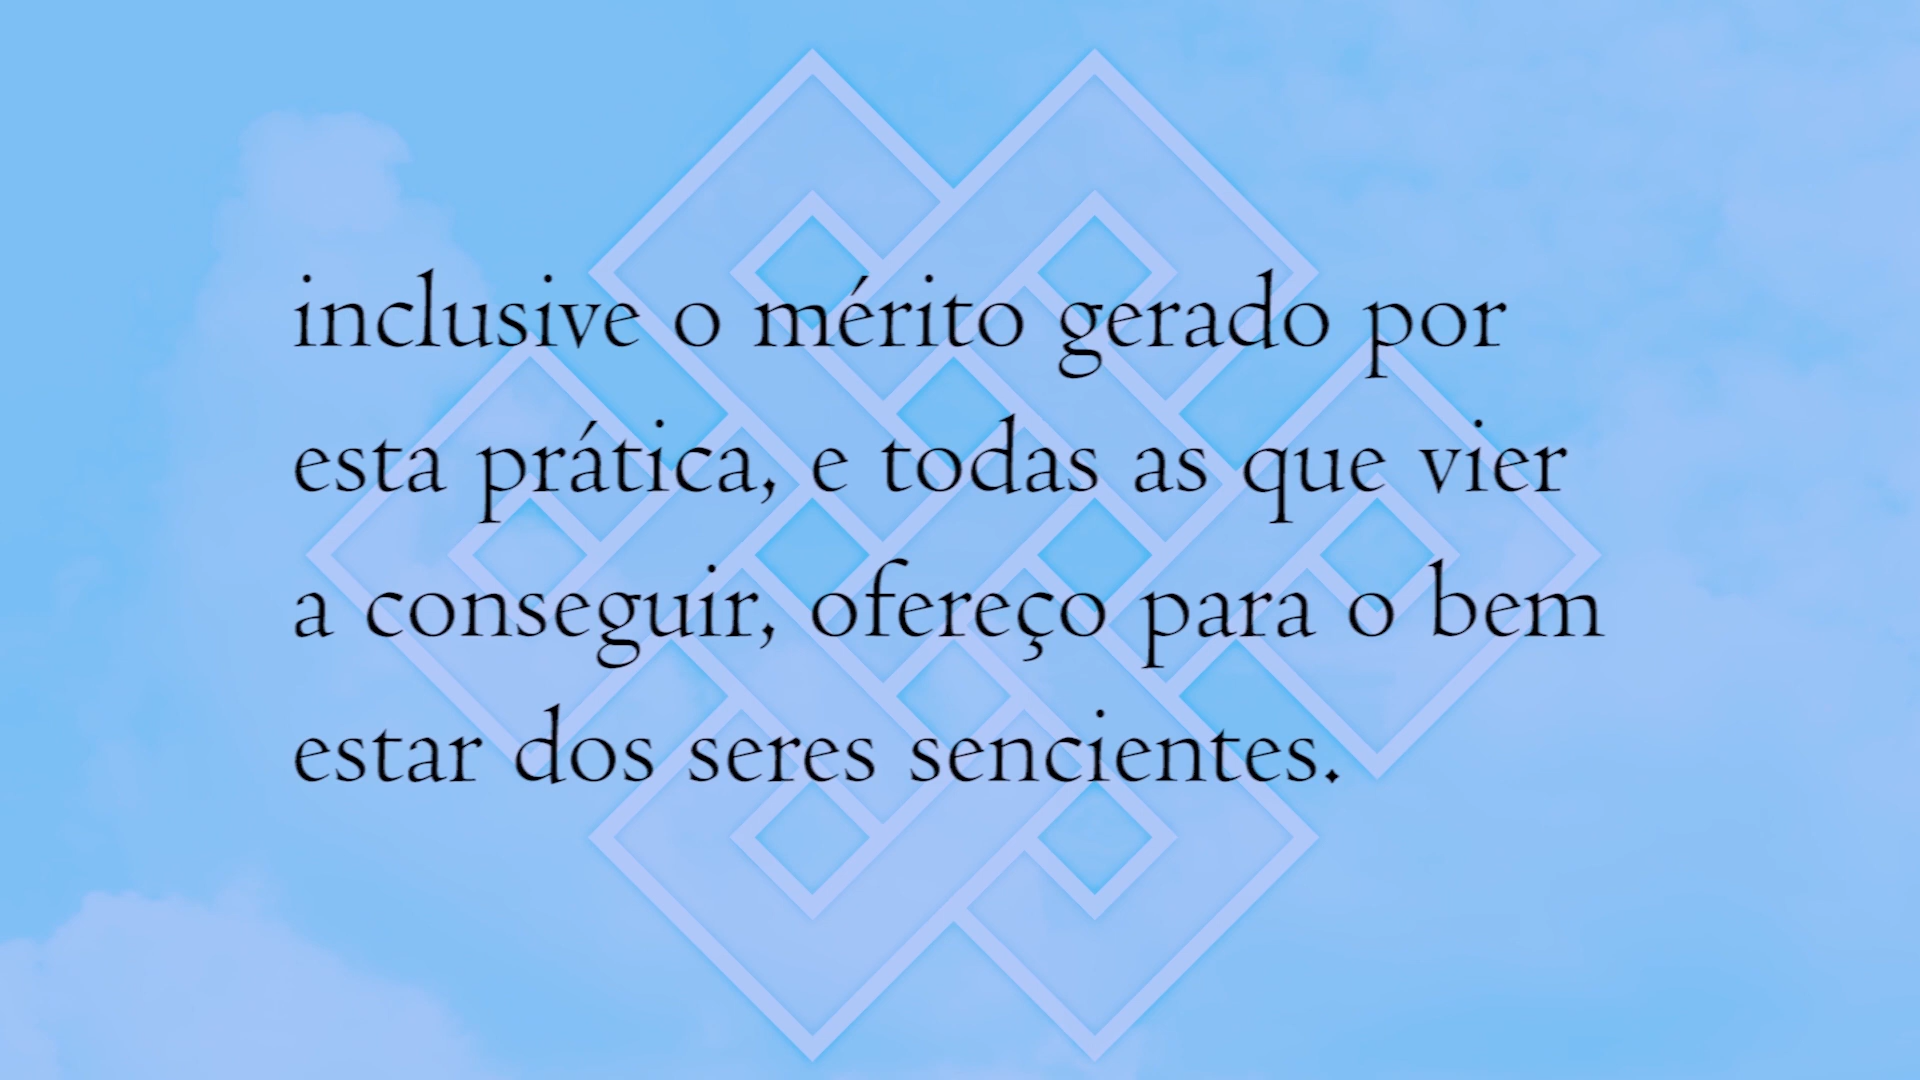 inclusive o mérito gerado por
esta prática, e todas as que vier
a conseguir, ofereço para o bem
estar dos seres sencientes.